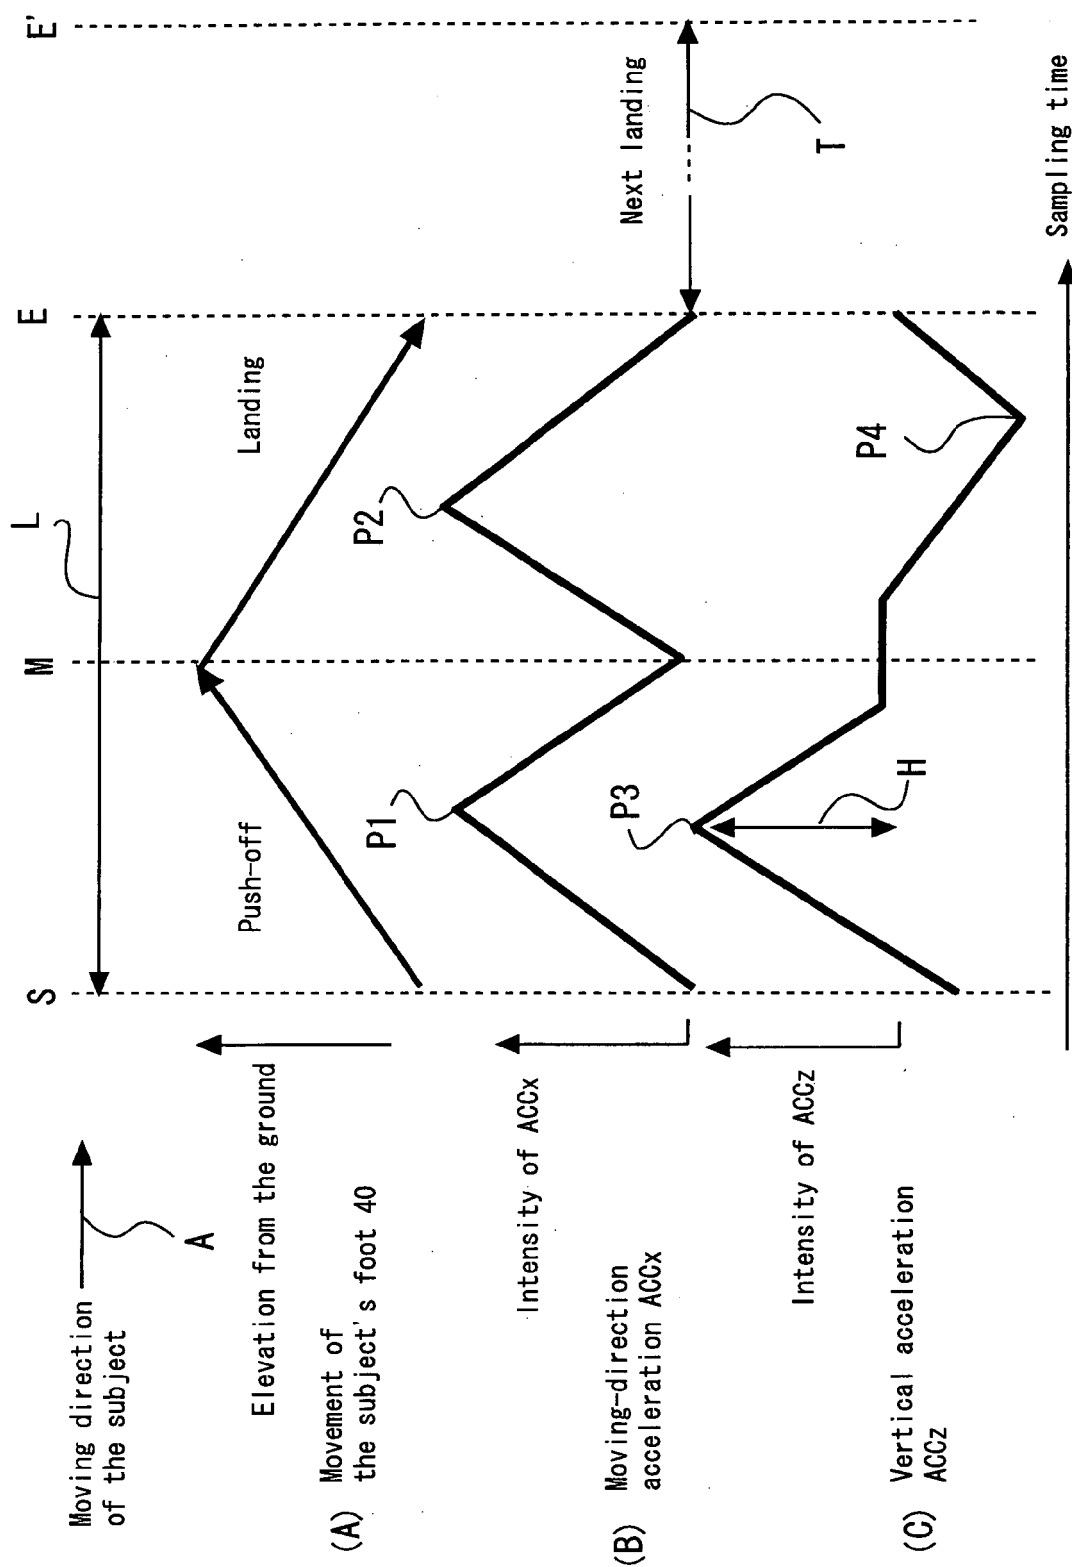 Moving direction
of the subject
A
S
L
M
E
E'
Elevation from the ground
(A) Movement of
the subject's foot 40
Push-off
Landing
Intensity of ACCx
(B) Moving-direction
acceleration ACCx
P1
P2
Next landing
T
Intensity of ACCz
(C) Vertical acceleration
ACCz
P3
H
P4
Sampling time